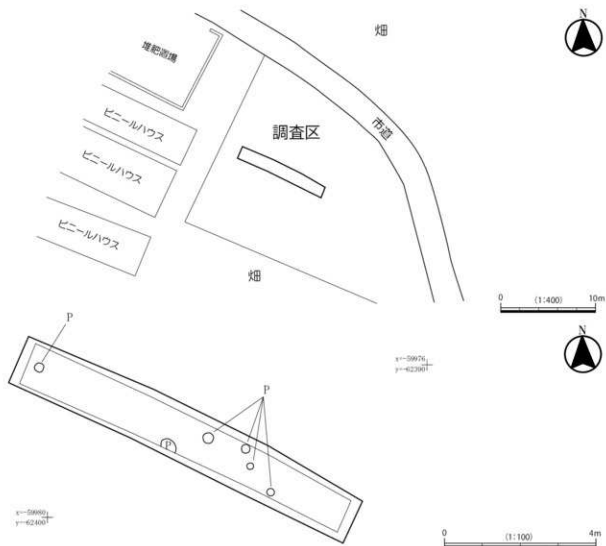 畑
N
堆肥置場
ビニールハウス
ビニールハウス
ビニールハウス
調査区
市道
畑
0 (1:400) 10m
P
P
P
N
x=-59976
y=-62390
x=-59980
y=-62400
0 (1:100) 4m